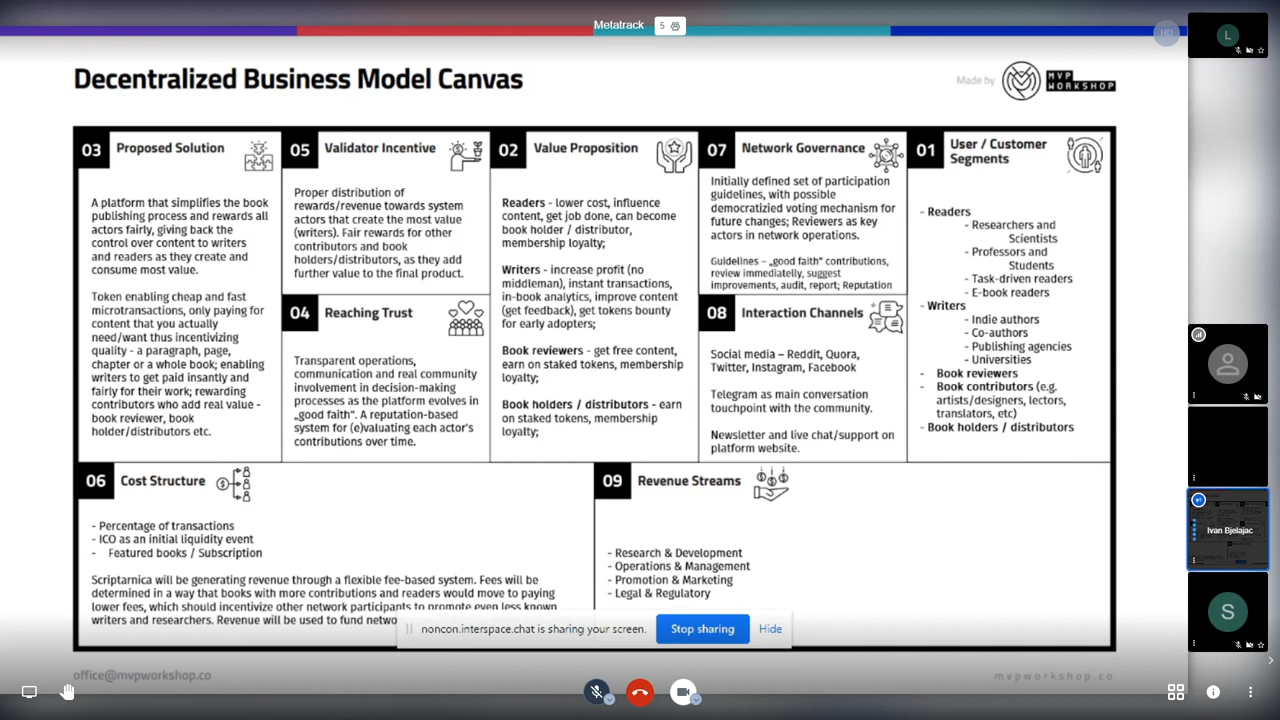 Metatrack
5
HD
L
Decentralized Business Model Canvas
Made by
MVP
WORKSHOP
03 Proposed Solution
A platform that simplifies the book
publishing process and rewards all
actors fairly, giving back the
control over content to writers
and readers as they create and
consume most value.
Token enabling cheap and fast
microtransactions, only paying for
content that you actually
need/want thus incentivizing
quality - a paragraph, page,
chapter or a whole book; enabling
writers to get paid insantly and
fairly for their work; rewarding
contributors who add real value -
book reviewer, book
holder/distributors etc.
05 Validator Incentive
Proper distribution of
rewards/revenue towards system
actors that create the most value
(writers). Fair rewards for other
contributors and book
holders/distributors, as they add
further value to the final product.
04 Reaching Trust
Transparent operations,
communication and real community
involvement in decision-making
processes as the platform evolves in
„good faith“. A reputation-based
system for (e)valuating each actor's
contributions over time.
02 Value Proposition
Readers - lower cost, influence
content, get job done, can become
book holder / distributor,
membership loyalty;
Writers - increase profit (no
middleman), instant transactions,
in-book analytics, improve content
(get feedback), get tokens bounty
for early adopters;
Book reviewers - get free content,
earn on staked tokens, membership
loyalty;
Book holders / distributors - earn
on staked tokens, membership
loyalty;
07 Network Governance
Initially defined set of participation
guidelines, with possible
democratizied voting mechanism for
future changes; Reviewers as key
actors in network operations.
Guidelines - „good faith“ contributions,
review immediatelly, suggest
improvements, audit, report; Reputation
08 Interaction Channels
Social media – Reddit, Quora,
Twitter, Instagram, Facebook
Telegram as main conversation
touchpoint with the community.
Newsletter and live chat/support on
platform website.
01 User / Customer
Segments
- Readers
- Researchers and
Scientists
- Professors and
Students
- Task-driven readers
- E-book readers
- Writers
- Indie authors
- Co-authors
- Publishing agencies
- Universities
- Book reviewers
- Book contributors (e.g.
artists/designers, lectors,
translators, etc)
- Book holders / distributors
06 Cost Structure
- Percentage of transactions
- ICO as an initial liquidity event
- Featured books / Subscription
Scriptarnica will be generating revenue through a flexible fee-based system. Fees will be
determined in a way that books with more contributions and readers would move to paying
lower fees, which should incentivize other network participants to promote even less known
writers and researchers. Revenue will be used to fund netwo
09 Revenue Streams
- Research & Development
- Operations & Management
- Promotion & Marketing
- Legal & Regulatory
noncon.interspace.chat is sharing your screen.
Stop sharing
Hide
office@mvpworkshop.co
mvpworkshop.co
Ivan Bjelajac
S